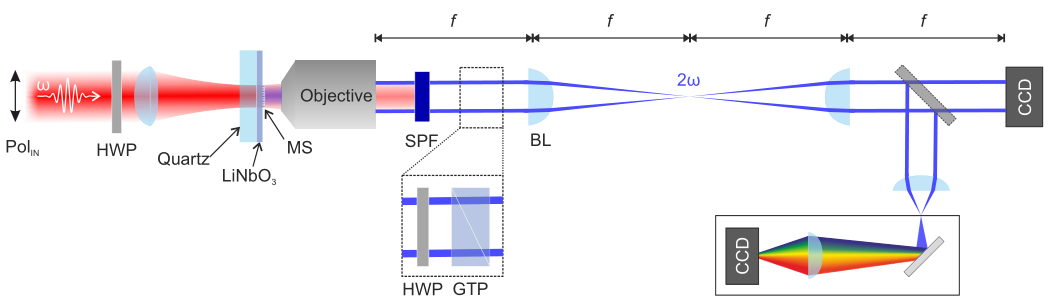 f
f
f
f
ω
Pol_IN
HWP
Quartz
LiNbO₃
MS
Objective
SPF
BL
2ω
CCD
HWP
GTP
CCD